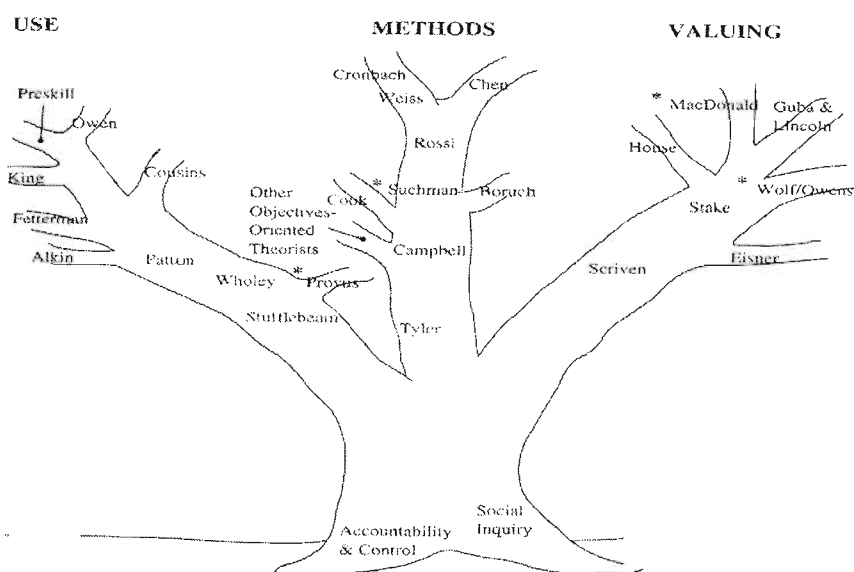 USE
METHODS
VALUING
Preskill
Owen
King
Cousins
Fetterman
Alkin
Patton
Wholey
* Provus
Stufflebeam
Other
Objectives-
Oriented
Theorists
Cronbach
Weiss
Chen
Rossi
* Suchman
Boruch
Cook
Campbell
Tyler
* MacDonald
Guba &
Lincoln
House
* Wolf/Owens
Stake
Eisner
Scriven
Accountability
& Control
Social
Inquiry